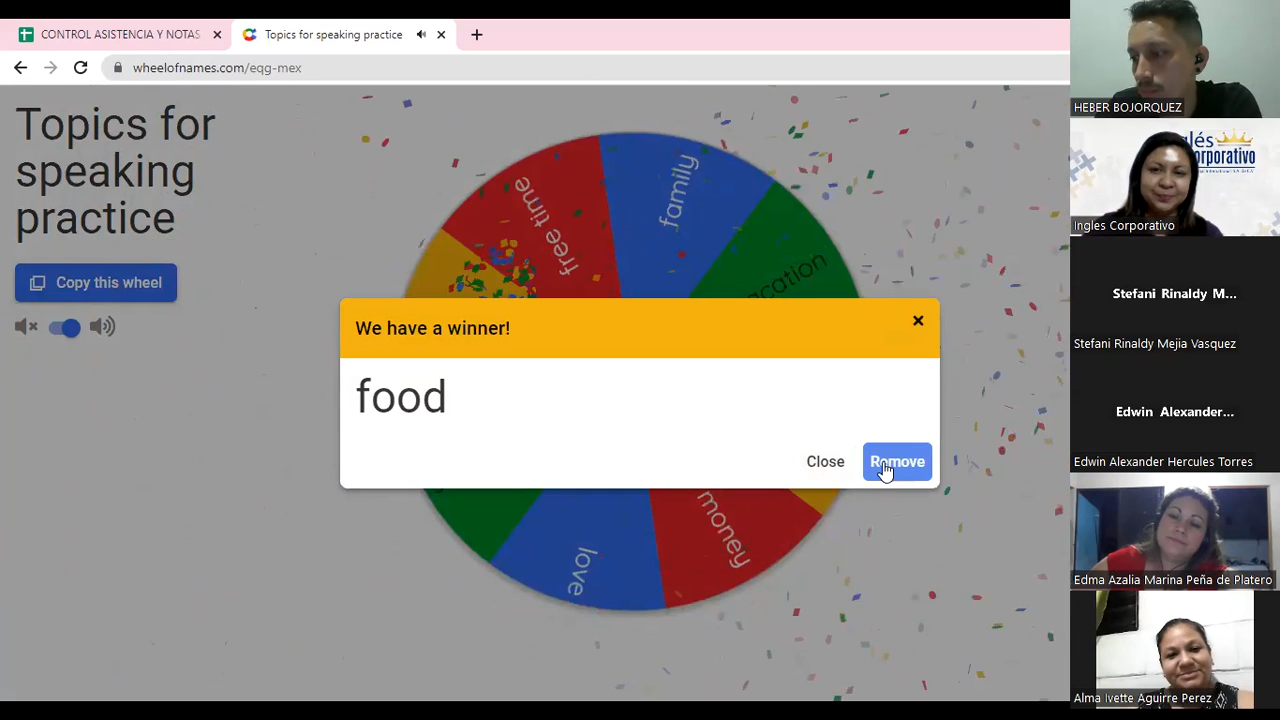 CONTROL ASISTENCIA Y NOTAS
Topics for speaking practice
wheelofnames.com/eqg-mex
Topics for
speaking
practice
Copy this wheel
free time
family
We have a winner!
food
Close
Remove
love
money
HEBER BOJORQUEZ
Ingles Corporativo
Stefani Rinaldy M...
Stefani Rinaldy Mejia Vasquez
Edwin Alexander...
Edwin Alexander Hercules Torres
Edma Azalia Marina Peña de Platero
Alma Ivette Aguirre Perez